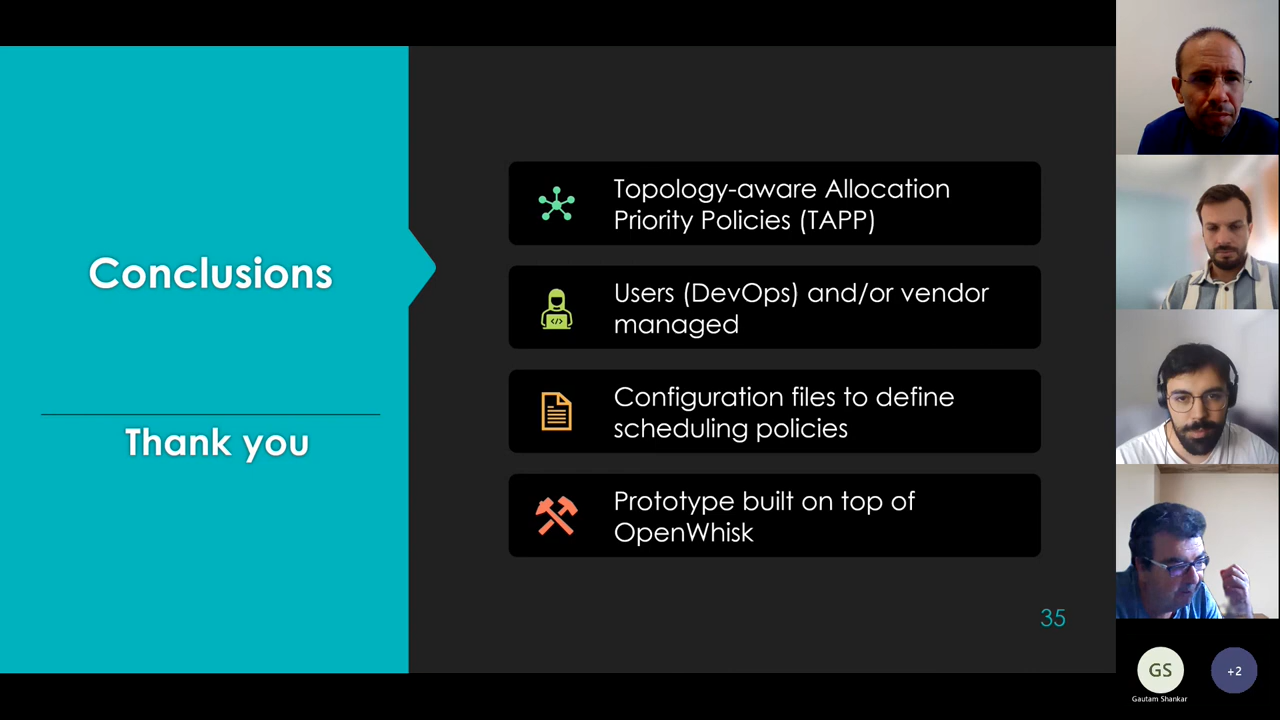 Conclusions
Thank you
Topology-aware Allocation
Priority Policies (TAPP)
Users (DevOps) and/or vendor
managed
</>
Configuration files to define
scheduling policies
Prototype built on top of
OpenWhisk
35
GS
Gautam Shankar
+2